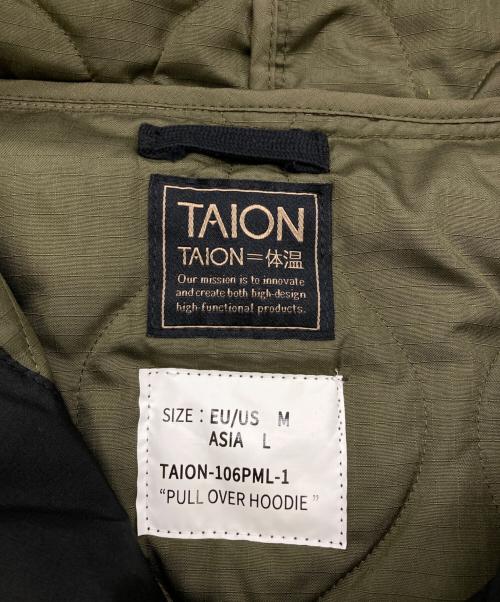 TAION
TAION=体温
Our mission is to innovate
and create both high-design
high-functional products.
SIZE : EU/US M
ASIA L
TAION-106PML-1
“PULL OVER HOODIE”